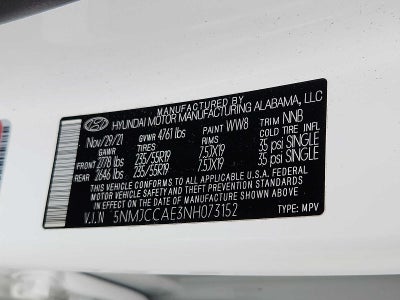 MANUFACTURED BY
HYUNDAI MOTOR MANUFACTURING ALABAMA, LLC
Nov/29/21 GVWR 4761 lbs PAINT WW8 TRIM NNB
GAWR TIRE RIM COLD TIRE INFL
FRONT 2778 lbs 235/55R19 7.5JX19 35 psi SINGLE
REAR 2646 lbs 235/55R19 7.5JX19 35 psi SINGLE
THIS VEHICLE CONFORMS TO ALL APPLICABLE U.S.A. FEDERAL
MOTOR VEHICLE SAFETY BUMPER AND THEFT PREVENTION STANDARDS
IN EFFECT ON THE DATE OF MANUFACTURE SHOWN ABOVE.
V.I.N 5NMJCCAE3NH073152 TYPE: MPV